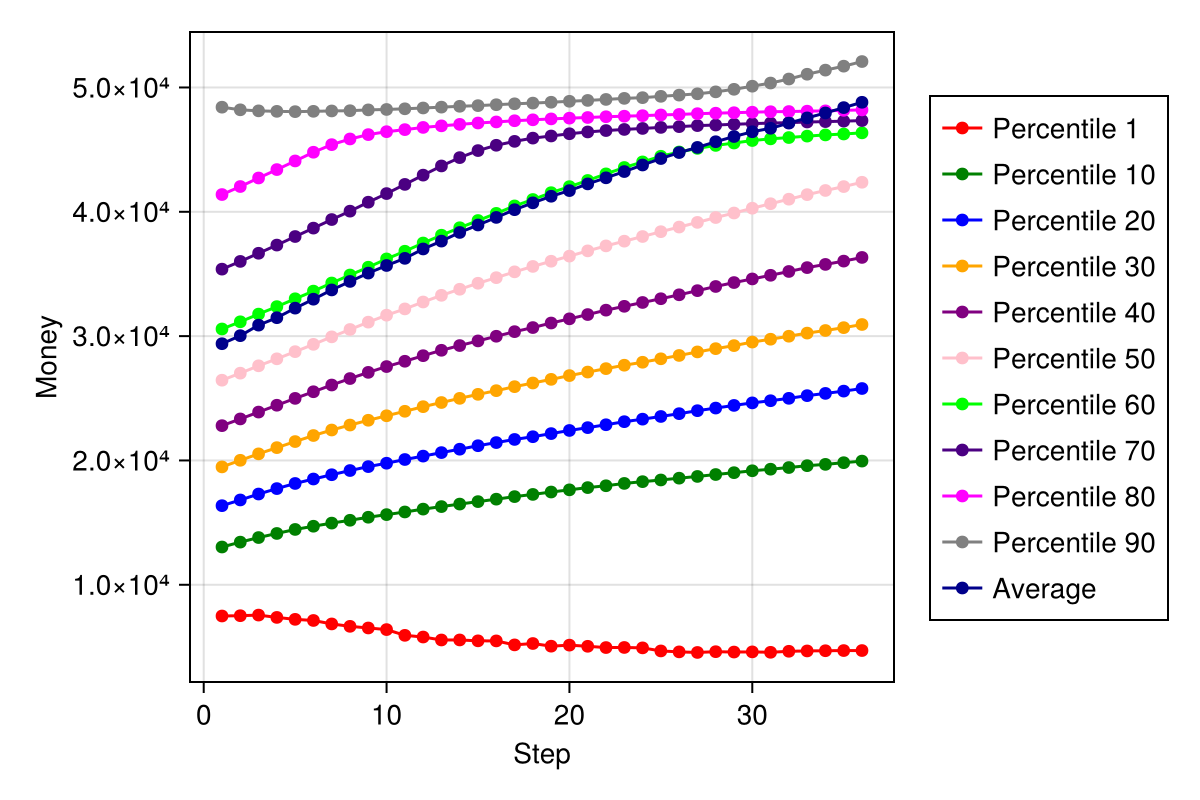 5.0×10⁴
4.0×10⁴
3.0×10⁴
2.0×10⁴
1.0×10⁴
Money
0 10 20 30
Step
Percentile 1
Percentile 10
Percentile 20
Percentile 30
Percentile 40
Percentile 50
Percentile 60
Percentile 70
Percentile 80
Percentile 90
Average